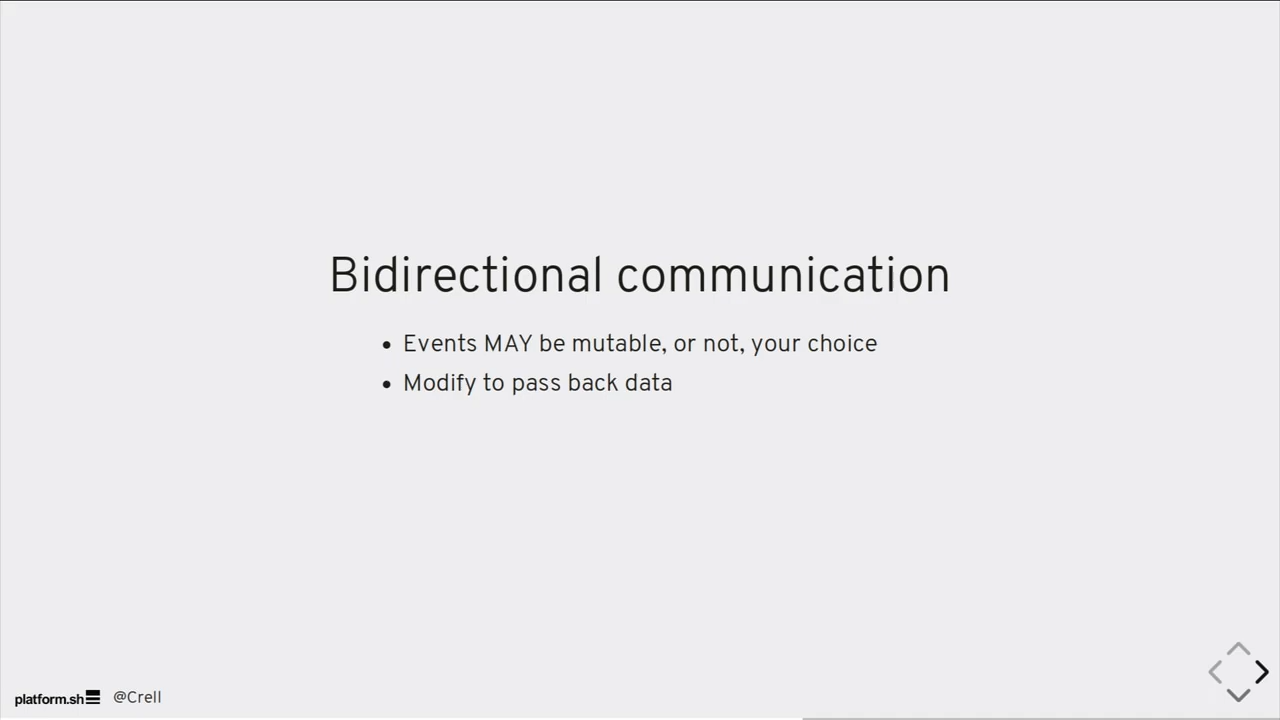 Bidirectional communication
• Events MAY be mutable, or not, your choice
• Modify to pass back data
platform.sh @Crell